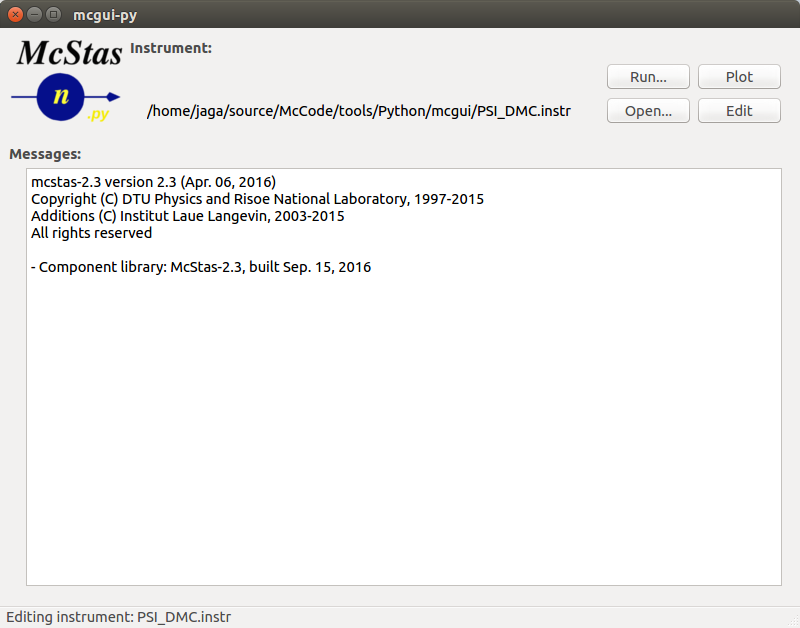 mcgui-py
McStas
n
.py
Instrument:
/home/jaga/source/McCode/tools/Python/mcgui/PSI_DMC.instr
Run...
Plot
Open...
Edit
Messages:
mcstas-2.3 version 2.3 (Apr. 06, 2016)
Copyright (C) DTU Physics and Risoe National Laboratory, 1997-2015
Additions (C) Institut Laue Langevin, 2003-2015
All rights reserved
- Component library: McStas-2.3, built Sep. 15, 2016
Editing instrument: PSI_DMC.instr